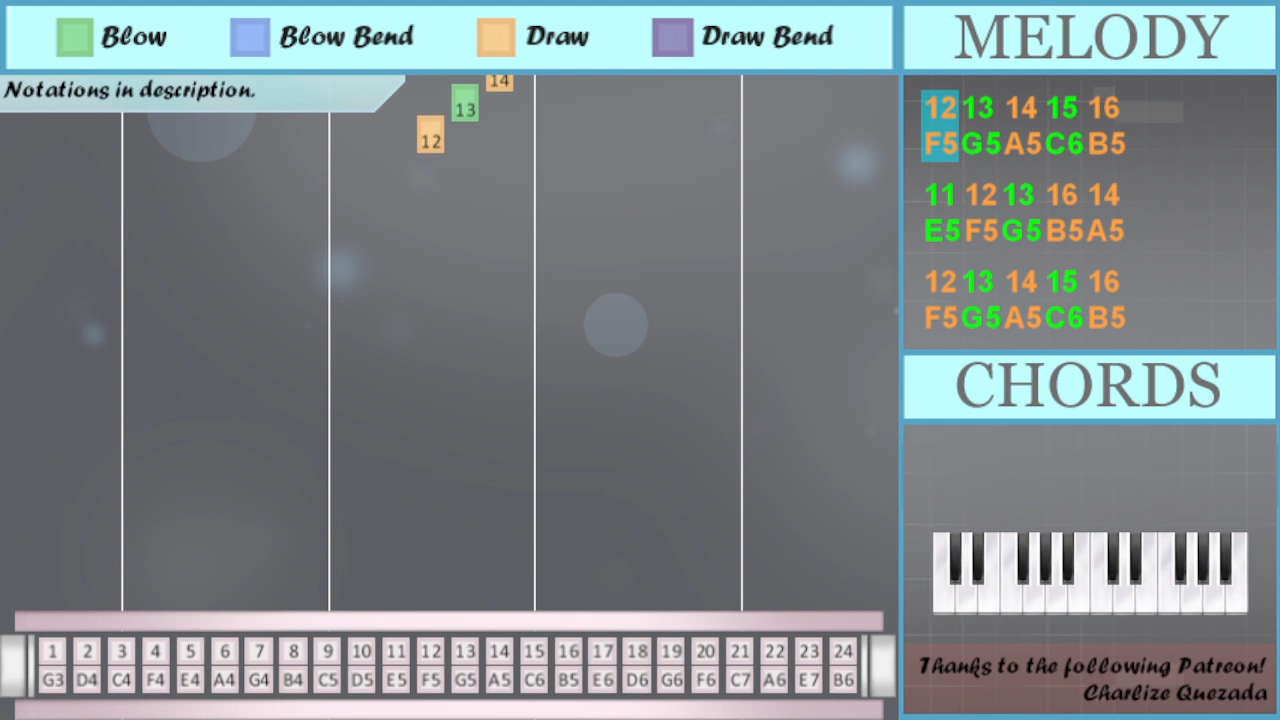 Blow Blow Bend Draw Draw Bend
MELODY
Notations in description.
14
13
12
12 13 14 15 16
F5 G5 A5 C6 B5
11 12 13 16 14
E5 F5 G5 B5 A5
12 13 14 15 16
F5 G5 A5 C6 B5
CHORDS
1 2 3 4 5 6 7 8 9 10 11 12 13 14 15 16 17 18 19 20 21 22 23 24
G3 D4 C4 F4 E4 A4 G4 B4 C5 D5 E5 F5 G5 A5 C6 B5 E6 D6 G6 F6 C7 A6 E7 B6
Thanks to the following Patreon!
Charlize Quezada